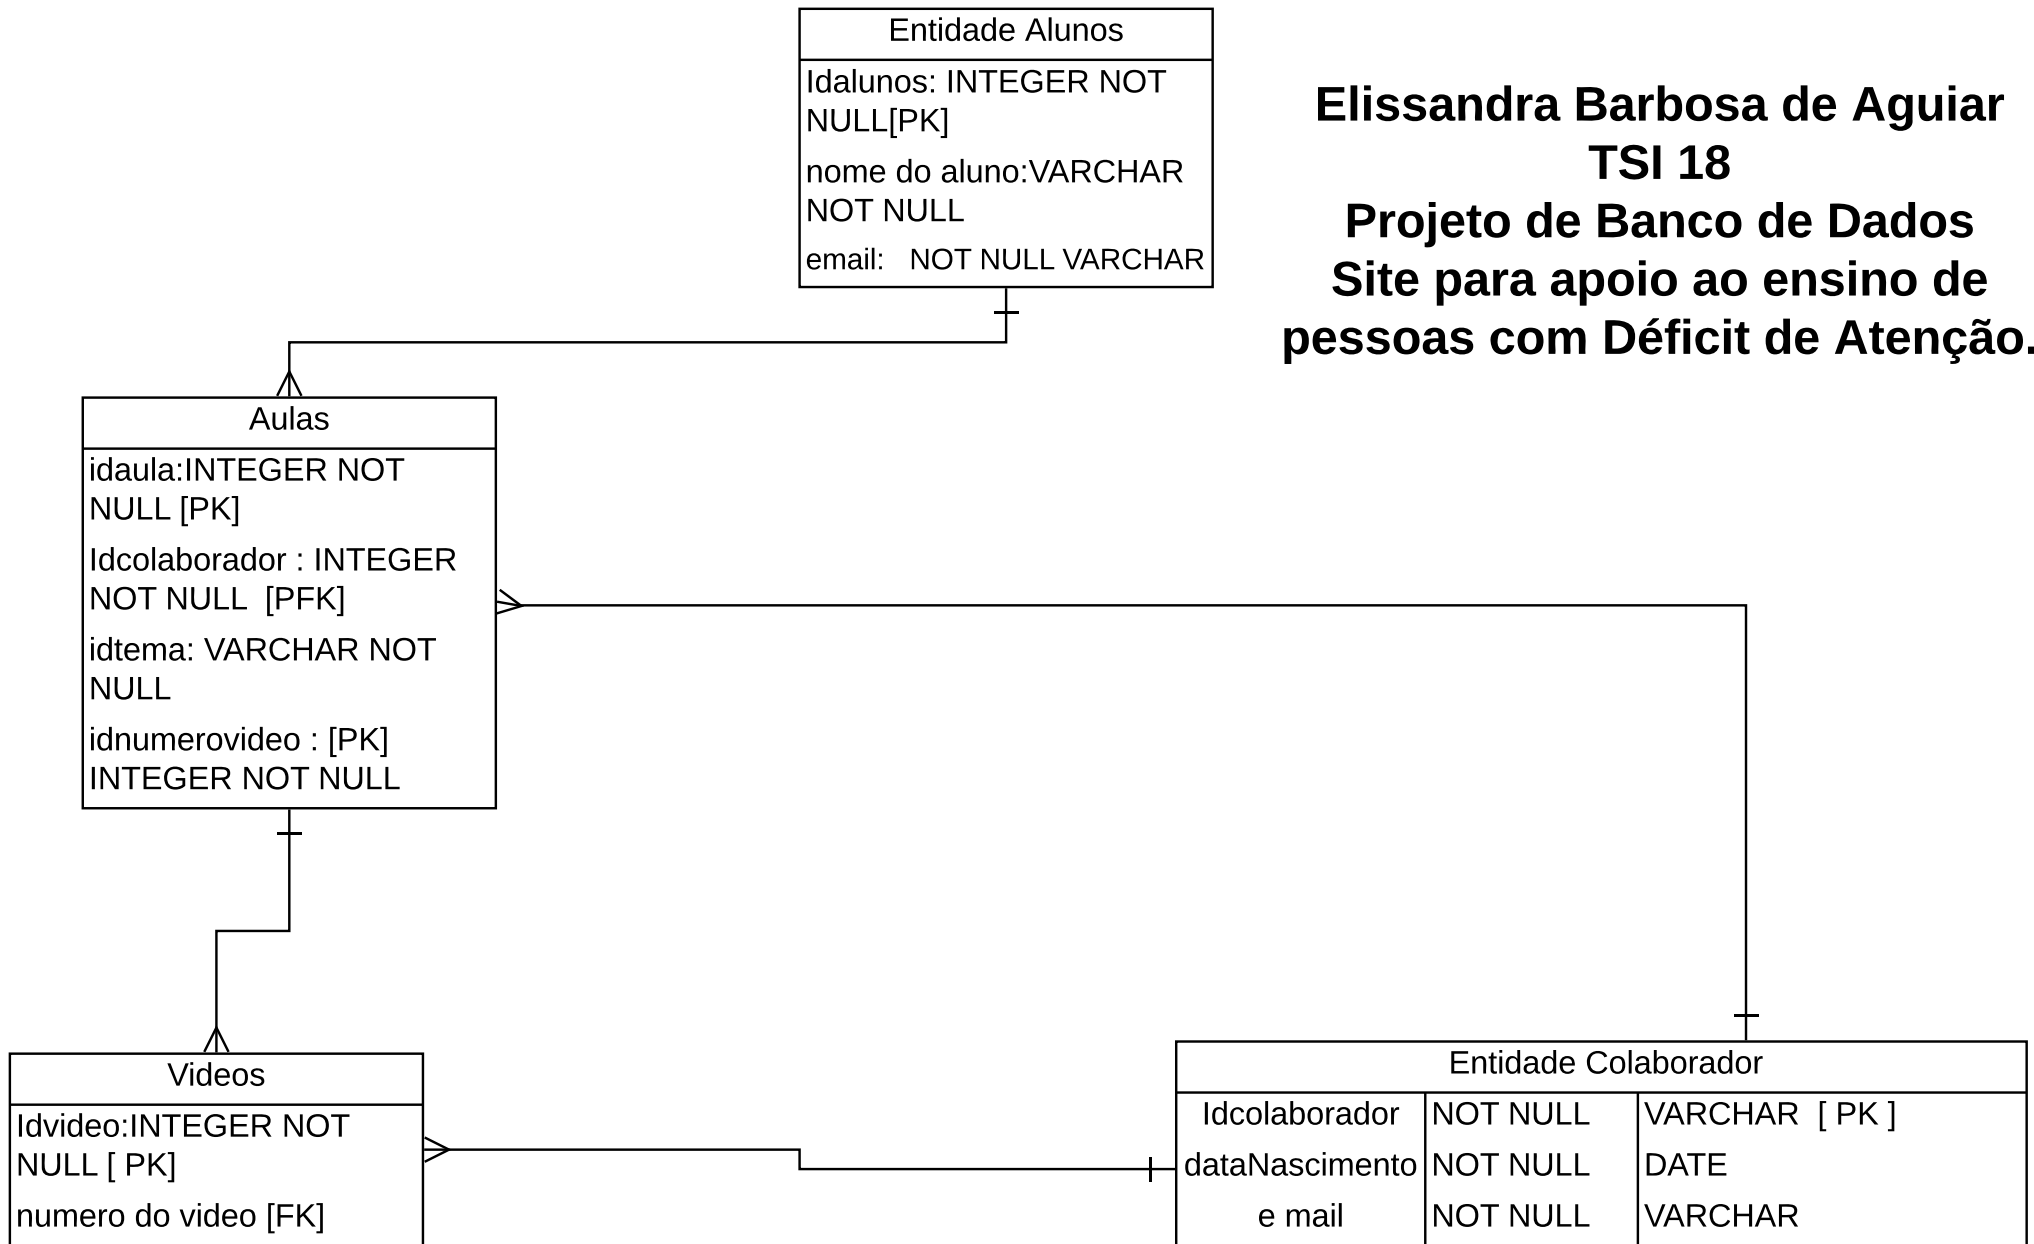 Entidade Alunos
Idalunos: INTEGER NOT
NULL[PK]
nome do aluno:VARCHAR
NOT NULL
email:   NOT NULL VARCHAR
Elissandra Barbosa de Aguiar
TSI 18
Projeto de Banco de Dados
Site para apoio ao ensino de
pessoas com Déficit de Atenção.
Aulas
idaula:INTEGER NOT
NULL [PK]
Idcolaborador : INTEGER
NOT NULL  [PFK]
idtema: VARCHAR NOT
NULL
idnumerovideo : [PK]
INTEGER NOT NULL
Videos
Idvideo:INTEGER NOT
NULL [ PK]
numero do video [FK]
Entidade Colaborador
Idcolaborador NOT NULL VARCHAR  [ PK ]
dataNascimento NOT NULL DATE
e mail NOT NULL VARCHAR